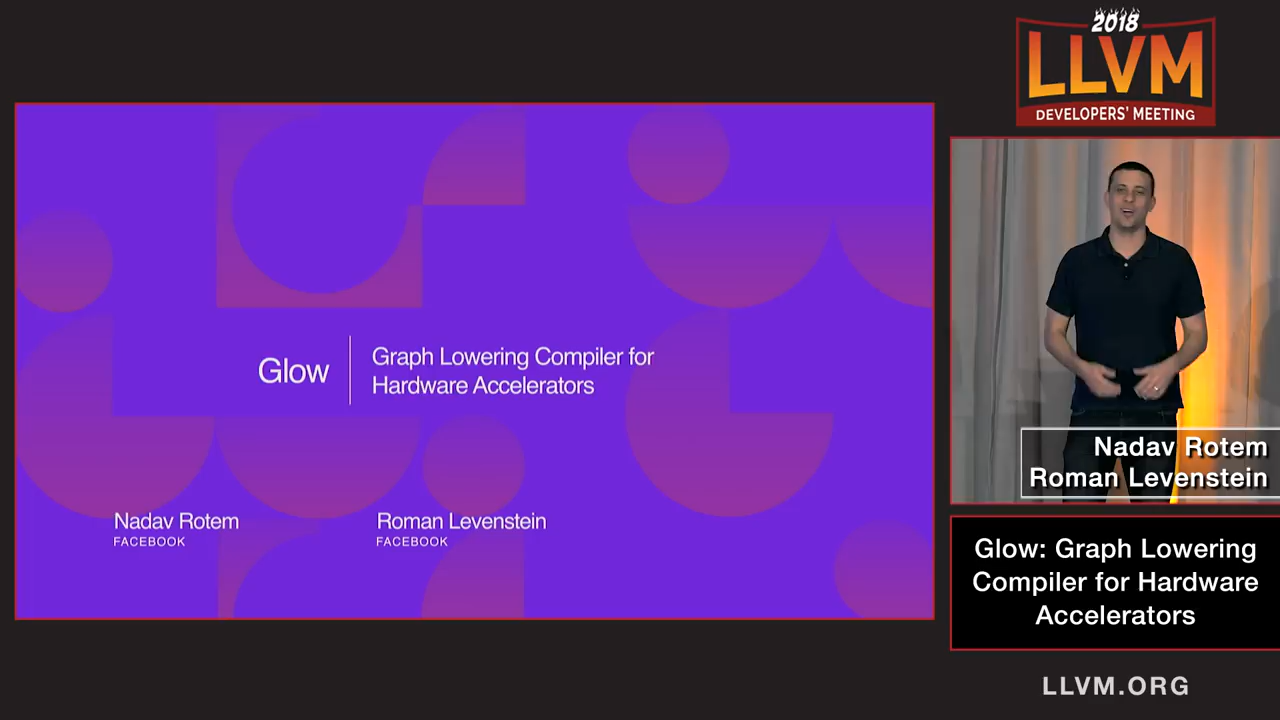 2018
LLVM
DEVELOPERS' MEETING
Glow
Graph Lowering Compiler for
Hardware Accelerators
Nadav Rotem
FACEBOOK
Roman Levenstein
FACEBOOK
Nadav Rotem
Roman Levenstein
Glow: Graph Lowering
Compiler for Hardware
Accelerators
LLVM.ORG